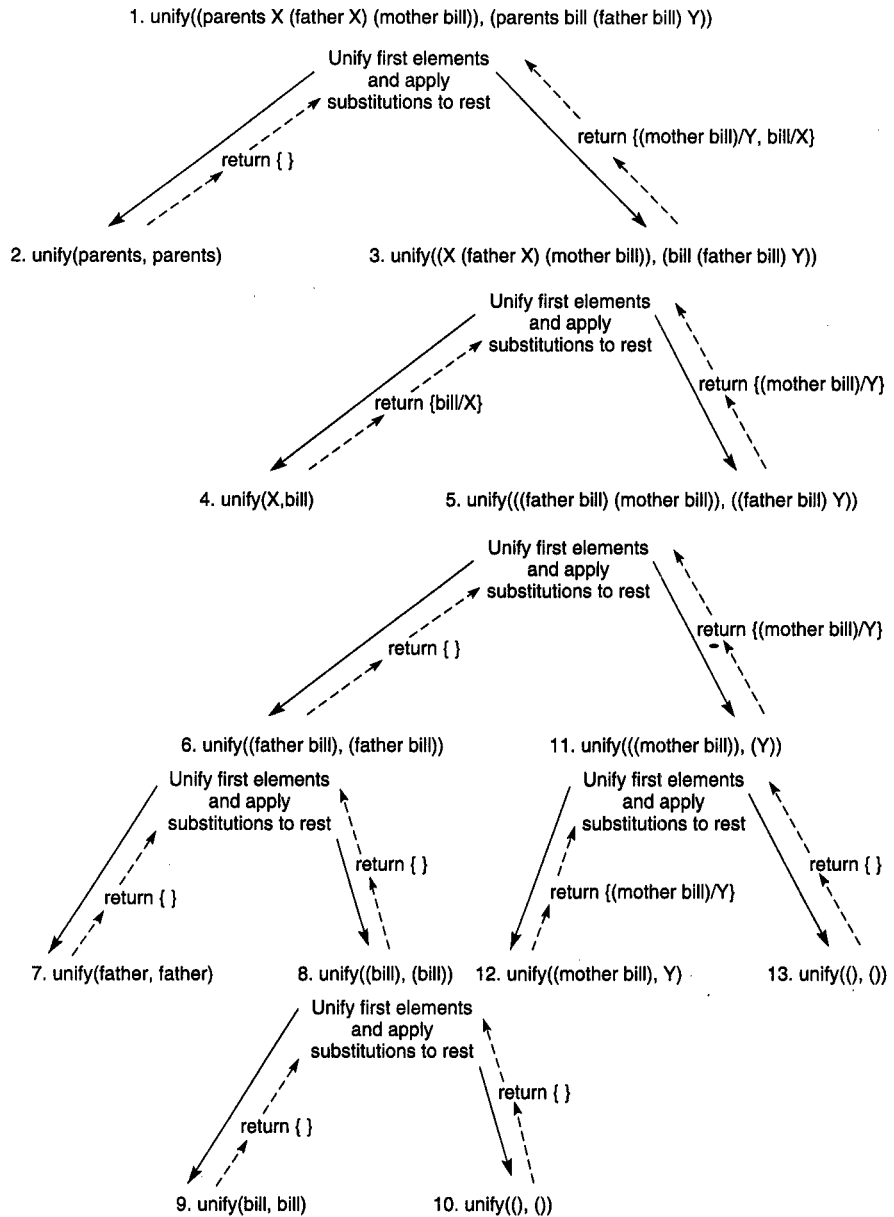 1. unify((parents X (father X) (mother bill)), (parents bill (father bill) Y))
Unify first elements
and apply
substitutions to rest
return { }
return {(mother bill)/Y, bill/X}
2. unify(parents, parents)
3. unify((X (father X) (mother bill)), (bill (father bill) Y))
Unify first elements
and apply
substitutions to rest
return {bill/X}
return {(mother bill)/Y}
4. unify(X,bill)
5. unify(((father bill) (mother bill)), ((father bill) Y))
Unify first elements
and apply
substitutions to rest
return { }
return {(mother bill)/Y}
6. unify((father bill), (father bill))
11. unify(((mother bill)), (Y))
Unify first elements
and apply
substitutions to rest
Unify first elements
and apply
substitutions to rest
return { }
return { }
return {(mother bill)/Y}
return { }
7. unify(father, father)
8. unify((bill), (bill))
12. unify((mother bill), Y)
13. unify((), ())
Unify first elements
and apply
substitutions to rest
return { }
return { }
9. unify(bill, bill)
10. unify((), ())